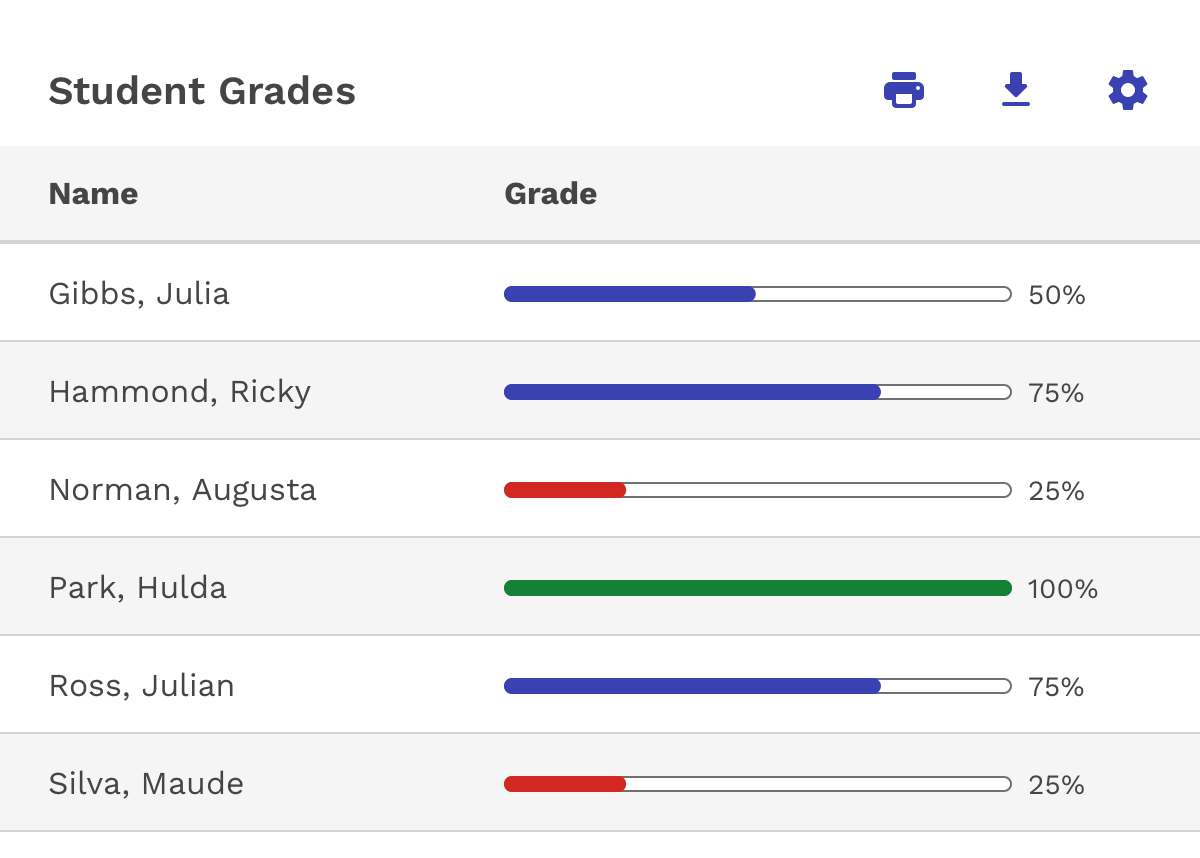 Student Grades
Name Grade
Gibbs, Julia 50%
Hammond, Ricky 75%
Norman, Augusta 25%
Park, Hulda 100%
Ross, Julian 75%
Silva, Maude 25%